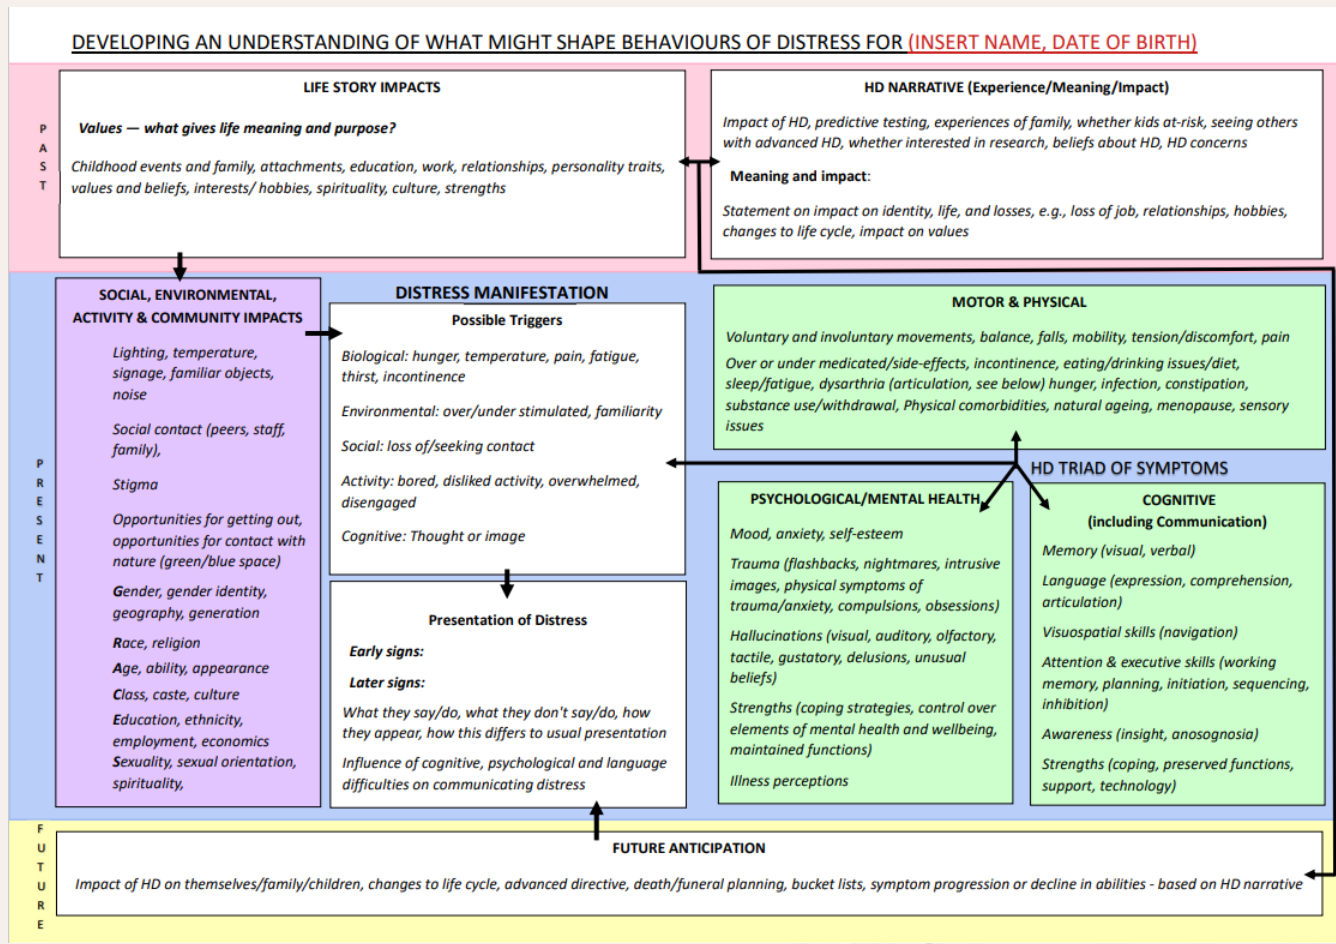 DEVELOPING AN UNDERSTANDING OF WHAT MIGHT SHAPE BEHAVIOURS OF DISTRESS FOR (INSERT NAME, DATE OF BIRTH)
PAST
LIFE STORY IMPACTS
Values — what gives life meaning and purpose?
Childhood events and family, attachments, education, work, relationships, personality traits,
values and beliefs, interests/ hobbies, spirituality, culture, strengths
HD NARRATIVE (Experience/Meaning/Impact)
Impact of HD, predictive testing, experiences of family, whether kids at-risk, seeing others
with advanced HD, whether interested in research, beliefs about HD, HD concerns
Meaning and impact:
Statement on impact on identity, life, and losses, e.g., loss of job, relationships, hobbies,
changes to life cycle, impact on values
PRESENT
SOCIAL, ENVIRONMENTAL,
ACTIVITY & COMMUNITY IMPACTS
Lighting, temperature,
signage, familiar objects,
noise
Social contact (peers, staff,
family),
Stigma
Opportunities for getting out,
opportunities for contact with
nature (green/blue space)
Gender, gender identity,
geography, generation
Race, religion
Age, ability, appearance
Class, caste, culture
Education, ethnicity,
employment, economics
Sexuality, sexual orientation,
spirituality,
DISTRESS MANIFESTATION
Possible Triggers
Biological: hunger, temperature, pain, fatigue,
thirst, incontinence
Environmental: over/under stimulated, familiarity
Social: loss of/seeking contact
Activity: bored, disliked activity, overwhelmed,
disengaged
Cognitive: Thought or image
Presentation of Distress
Early signs:
Later signs:
What they say/do, what they don't say/do, how
they appear, how this differs to usual presentation
Influence of cognitive, psychological and language
difficulties on communicating distress
MOTOR & PHYSICAL
Voluntary and involuntary movements, balance, falls, mobility, tension/discomfort, pain
Over or under medicated/side-effects, incontinence, eating/drinking issues/diet,
sleep/fatigue, dysarthria (articulation, see below) hunger, infection, constipation,
substance use/withdrawal, Physical comorbidities, natural ageing, menopause, sensory
issues
HD TRIAD OF SYMPTOMS
PSYCHOLOGICAL/MENTAL HEALTH
Mood, anxiety, self-esteem
Trauma (flashbacks, nightmares, intrusive
images, physical symptoms of
trauma/anxiety, compulsions, obsessions)
Hallucinations (visual, auditory, olfactory,
tactile, gustatory, delusions, unusual
beliefs)
Strengths (coping strategies, control over
elements of mental health and wellbeing,
maintained functions)
Illness perceptions
COGNITIVE
(including Communication)
Memory (visual, verbal)
Language (expression, comprehension,
articulation)
Visuospatial skills (navigation)
Attention & executive skills (working
memory, planning, initiation, sequencing,
inhibition)
Awareness (insight, anosognosia)
Strengths (coping, preserved functions,
support, technology)
FUTURE
FUTURE ANTICIPATION
Impact of HD on themselves/family/children, changes to life cycle, advanced directive, death/funeral planning, bucket lists, symptom progression or decline in abilities - based on HD narrative